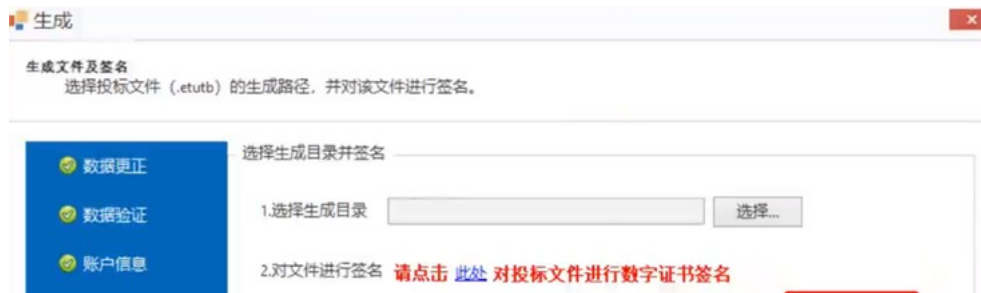 生成
生成文件及签名
选择投标文件（.etutb）的生成路径，并对该文件进行签名。
数据更正
选择生成目录并签名
数据验证
1.选择生成目录 选择...
账户信息
2.对文件进行签名 请点击 此处 对投标文件进行数字证书签名